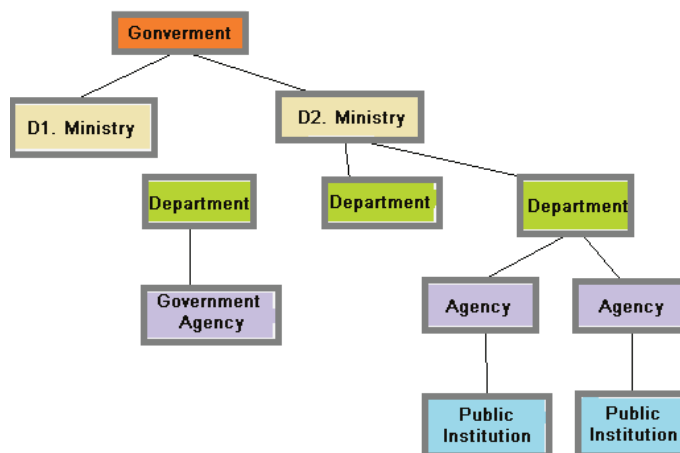 Gonverment
D1. Ministry
D2. Ministry
Department
Department
Department
Government
Agency
Agency
Agency
Public
Institution
Public
Institution